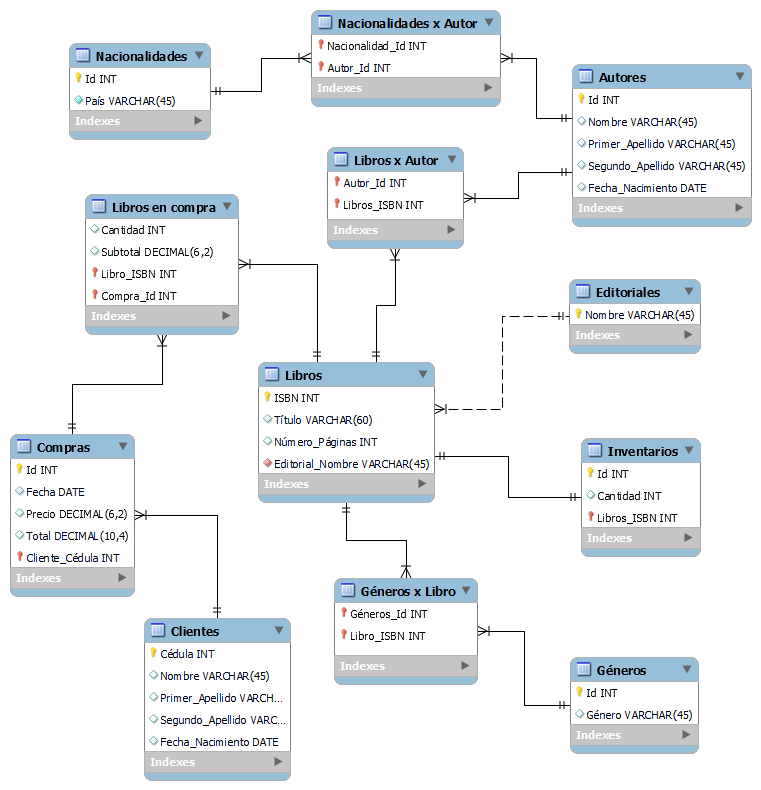 Nacionalidades x Autor
Nacionalidad_Id INT
Autor_Id INT
Indexes
Nacionalidades
Id INT
País VARCHAR(45)
Indexes
Autores
Id INT
Nombre VARCHAR(45)
Primer_Apellido VARCHAR(45)
Segundo_Apellido VARCHAR(45)
Fecha_Nacimiento DATE
Indexes
Libros x Autor
Autor_Id INT
Libros_ISBN INT
Indexes
Libros en compra
Cantidad INT
Subtotal DECIMAL(6,2)
Libro_ISBN INT
Compra_Id INT
Indexes
Editoriales
Nombre VARCHAR(45)
Indexes
Libros
ISBN INT
Título VARCHAR(60)
Número_Páginas INT
Editorial_Nombre VARCHAR(45)
Indexes
Compras
Id INT
Fecha DATE
Precio DECIMAL(6,2)
Total DECIMAL(10,4)
Cliente_Cédula INT
Indexes
Inventarios
Id INT
Cantidad INT
Libros_ISBN INT
Indexes
Géneros x Libro
Géneros_Id INT
Libro_ISBN INT
Indexes
Clientes
Cédula INT
Nombre VARCHAR(45)
Primer_Apellido VARCH...
Segundo_Apellido VARC...
Fecha_Nacimiento DATE
Indexes
Géneros
Id INT
Género VARCHAR(45)
Indexes